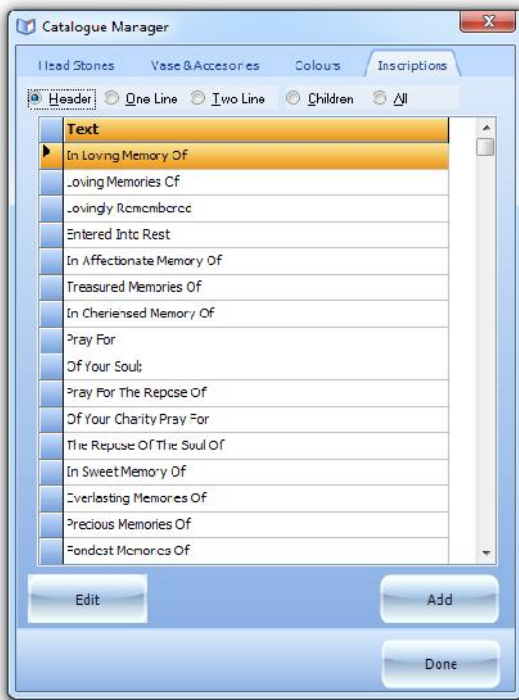 Catalogue Manager
Head Stones Vase & Accesories Colours Inscriptions
Header One Line Two Line Children All
Text
In Loving Memory Of
Loving Memories Of
Lovingly Remembered
Entered Into Rest
In Affectionate Memory Of
Treasured Memories Of
In Cheriensed Memory Of
Pray For
Of Your Soul;
Pray For The Repose Of
Of Your Charity Pray For
The Repose Of The Soul Of
In Sweet Memory Of
Everlasting Memories Of
Precious Memories Of
Fondest Memories Of
Edit Add
Done